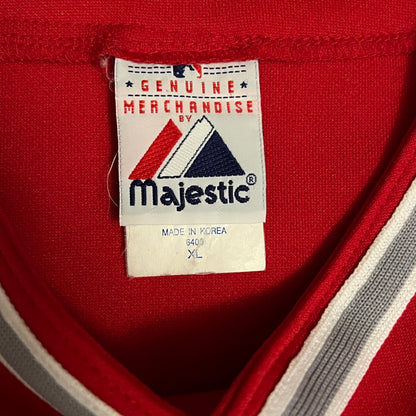 GENUINE
MERCHANDISE
BY
Majestic®
MADE IN KOREA
6400
XL